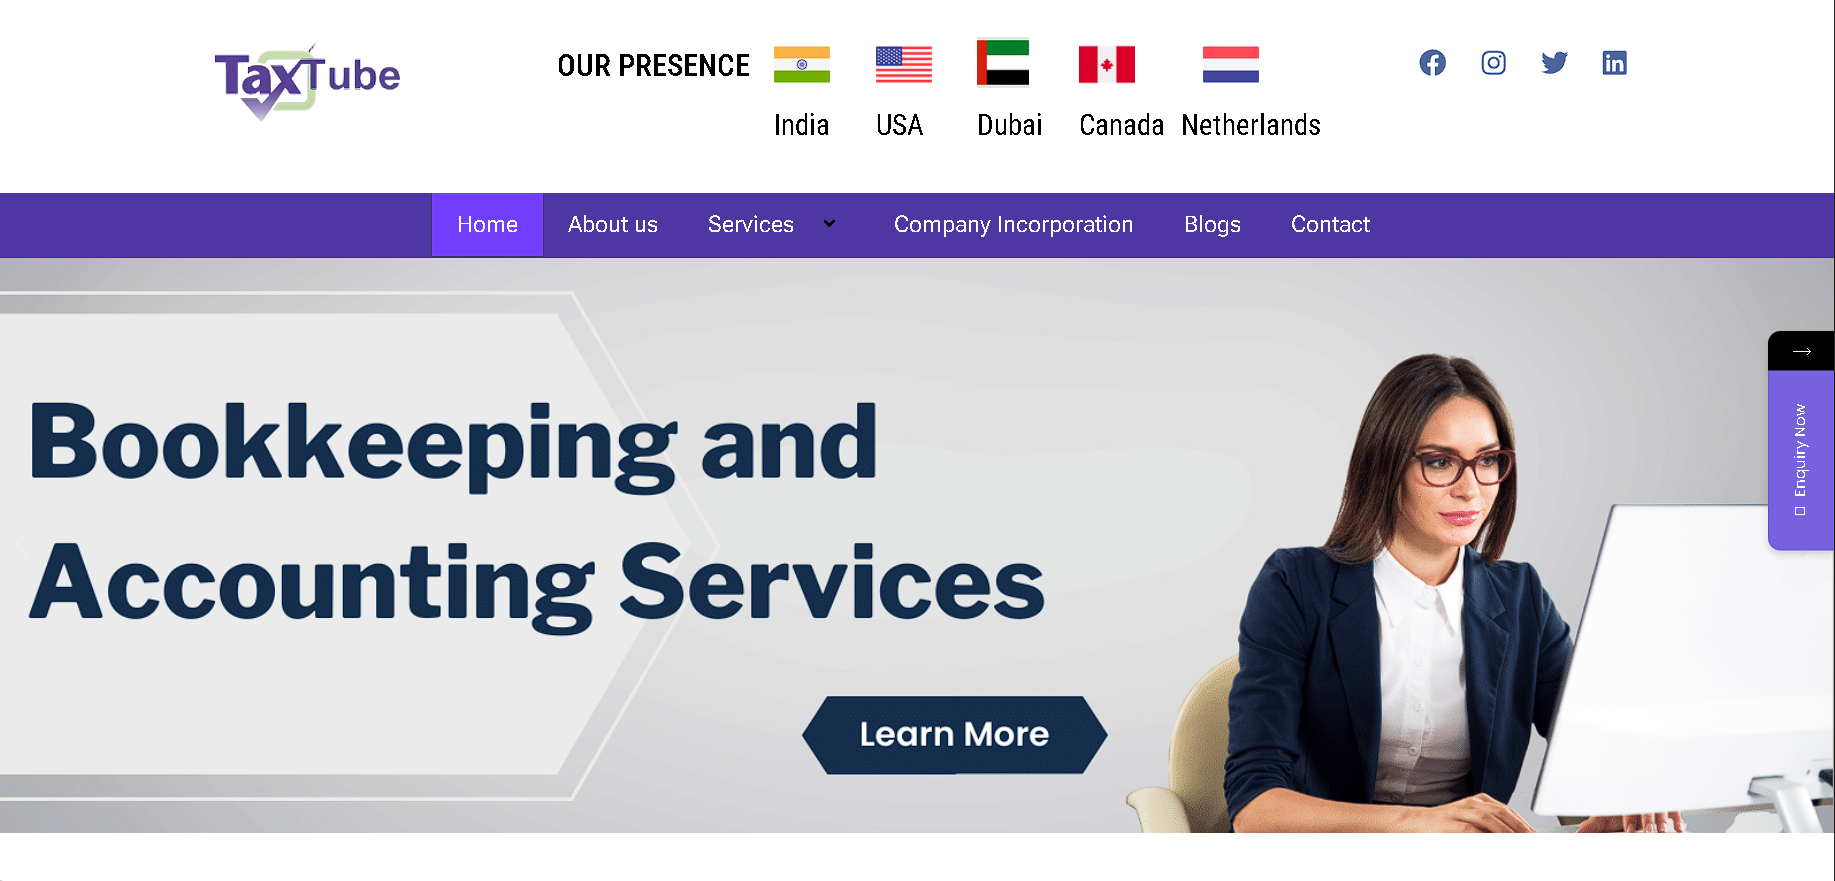 TaxTube
OUR PRESENCE
India USA Dubai Canada Netherlands
Home About us Services Company Incorporation Blogs Contact
Bookkeeping and
Accounting Services
Learn More
Enquiry Now